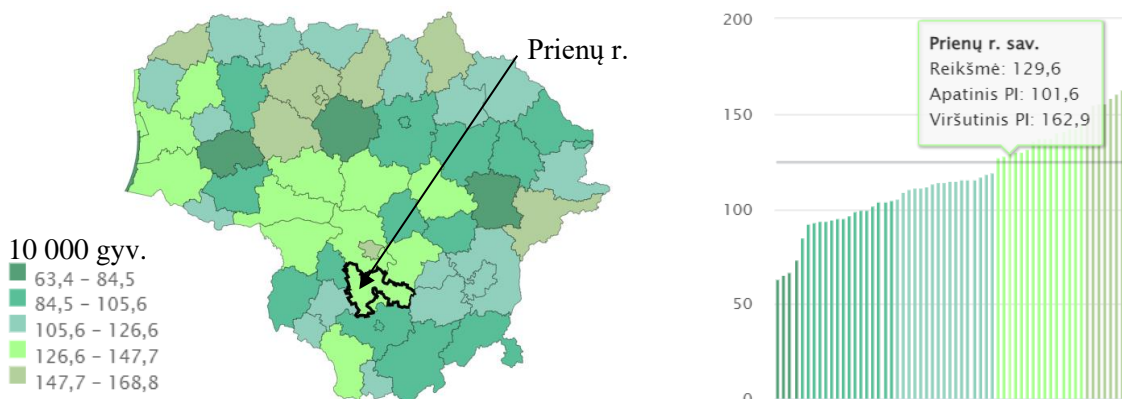 Prienų r.
10 000 gyv.
63,4 – 84,5
84,5 – 105,6
105,6 – 126,6
126,6 – 147,7
147,7 – 168,8
200
150
100
50
0
Prienų r. sav.
Reikšmė: 129,6
Apatinis PI: 101,6
Viršutinis PI: 162,9